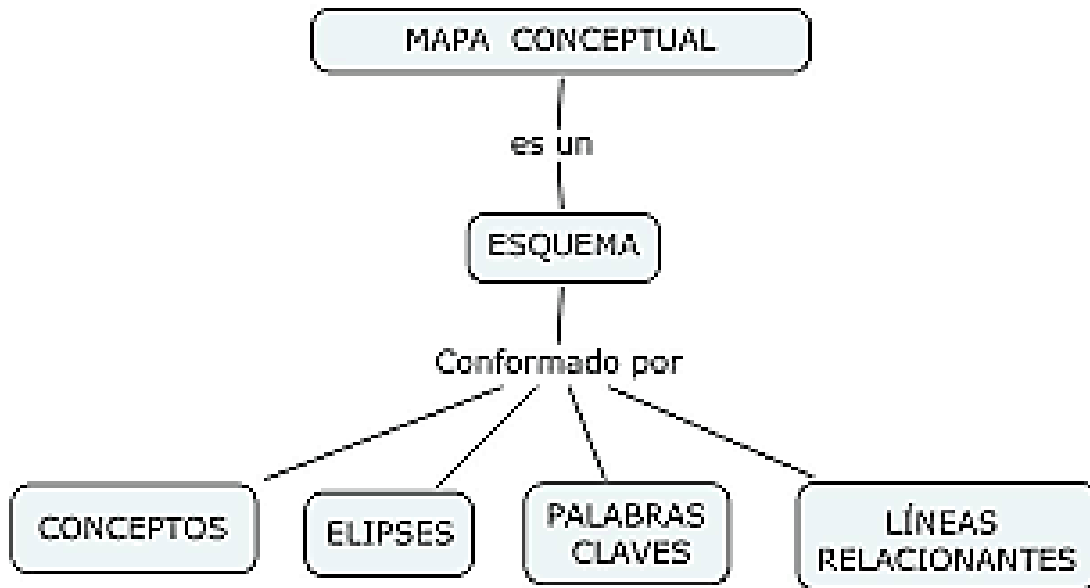 MAPA CONCEPTUAL
es un
ESQUEMA
Conformado por
CONCEPTOS
ELIPSES
PALABRAS
CLAVES
LÍNEAS
RELACIONANTES